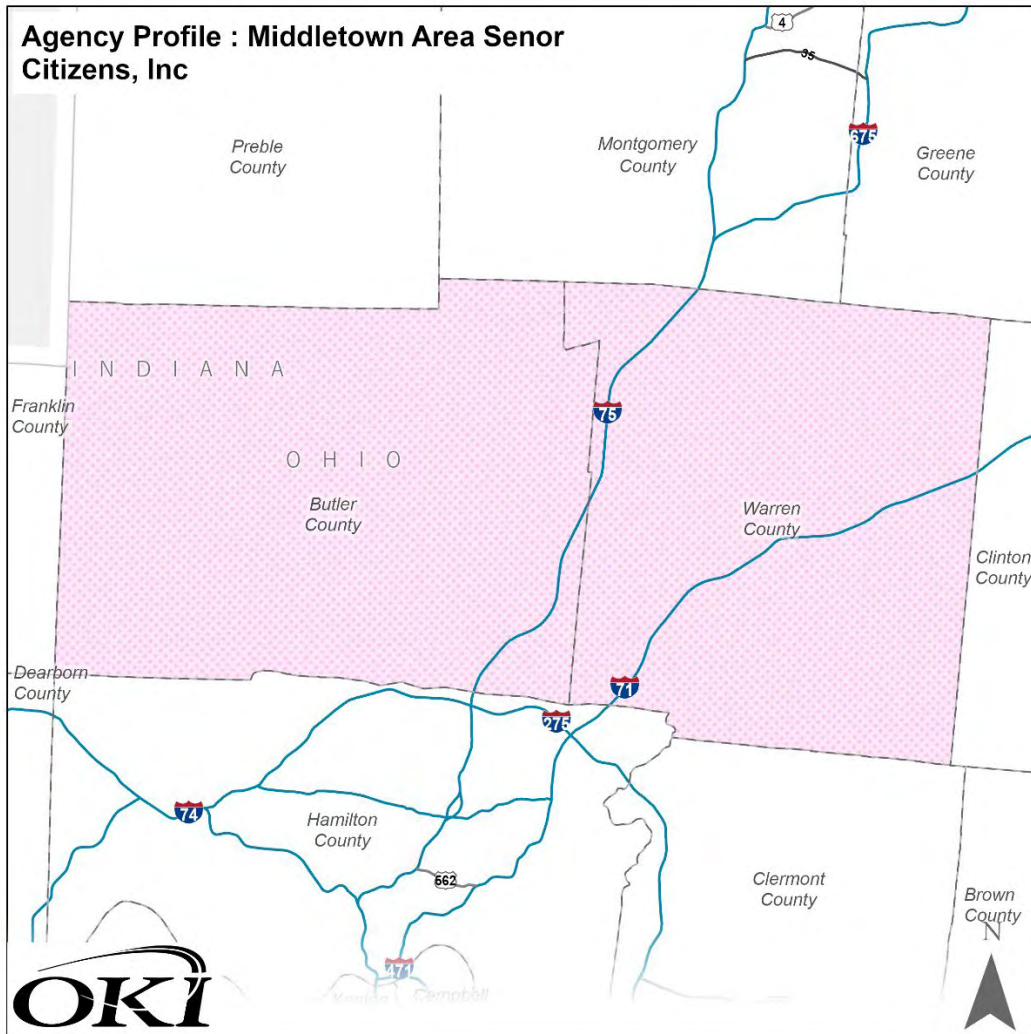 Agency Profile : Middletown Area Senor
Citizens, Inc
4
35
675
Preble
County
Montgomery
County
Greene
County
INDIANA
Franklin
County
75
OHIO
Butler
County
Warren
County
Clinton
County
Dearborn
County
71
275
74
Hamilton
County
562
Clermont
County
Brown
County
N
471
Kenton
Campbell
OKI